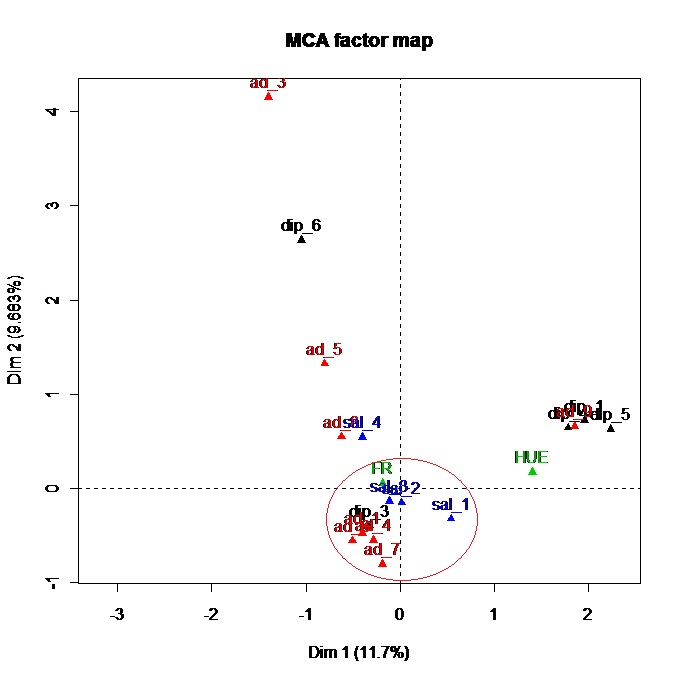 MCA factor map
ad_3
dip_6
ad_5
sal_4
dip_1
dip_5
HUE
FR
sal_1
dip_3
ad_7
Dim 2 (9.683%)
4
3
2
1
0
-1
-3
-2
-1
0
1
2
Dim 1 (11.7%)